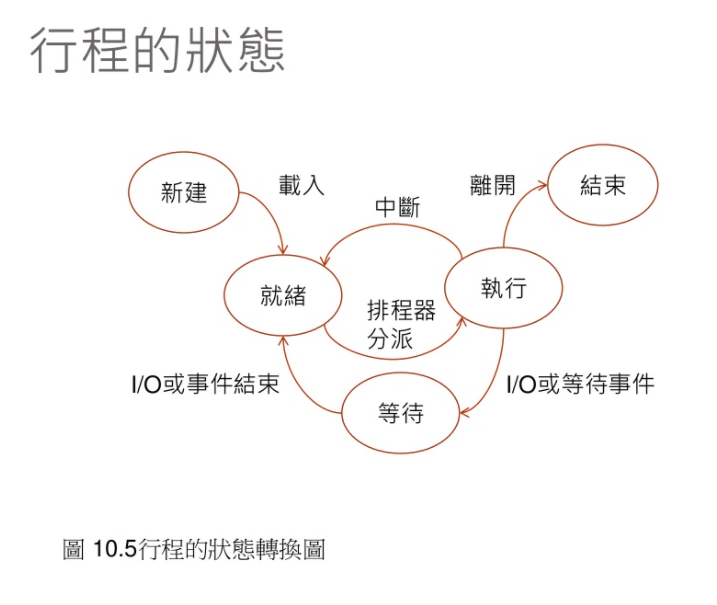 行程的狀態
新建
載入
中斷
離開
結束
就緒
排程器
分派
執行
I/O或事件結束
等待
I/O或等待事件
圖 10.5行程的狀態轉換圖